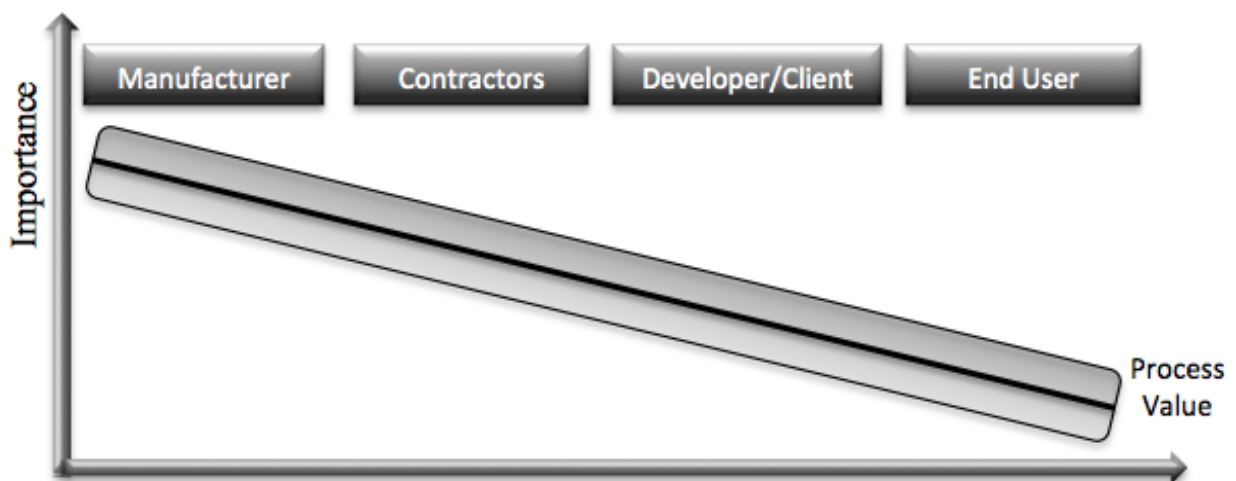 Manufacturer
Contractors
Developer/Client
End User
Importance
Process
Value